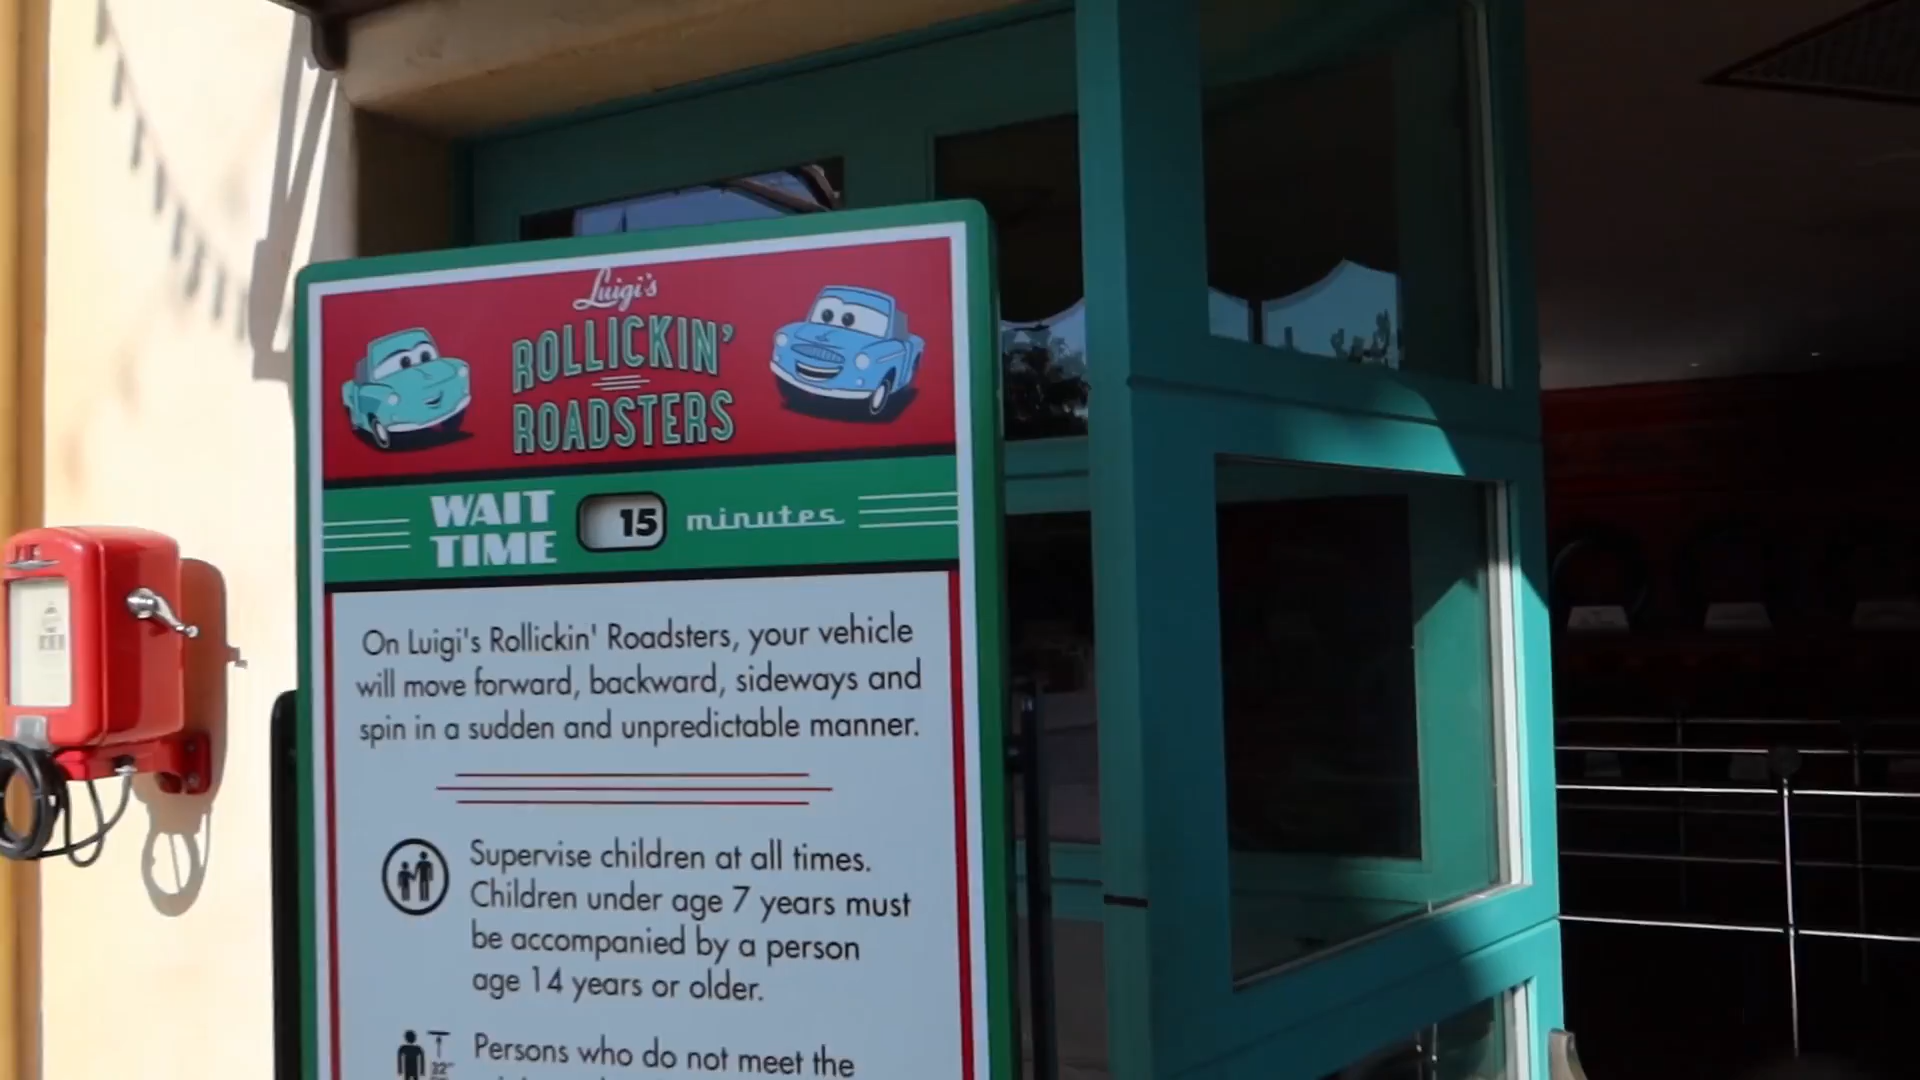 Luigi's
ROLLICKIN'
ROADSTERS
WAIT
TIME
15
minutes
On Luigi's Rollickin' Roadsters, your vehicle
will move forward, backward, sideways and
spin in a sudden and unpredictable manner.
Supervise children at all times.
Children under age 7 years must
be accompanied by a person
age 14 years or older.
32"
Persons who do not meet the